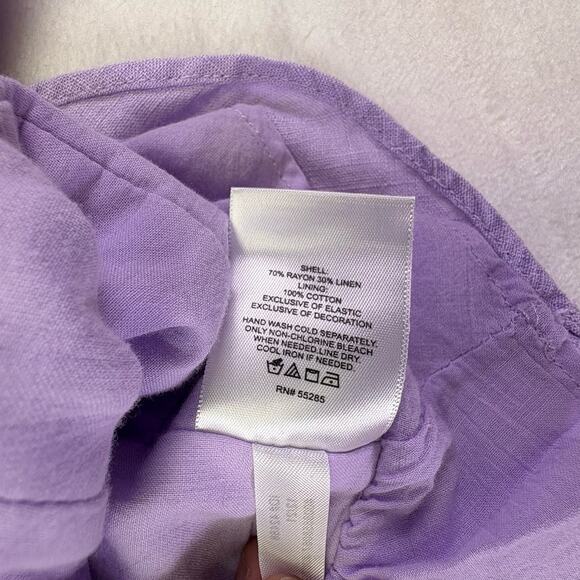 SHELL:
70% RAYON 30% LINEN
LINING:
100% COTTON
EXCLUSIVE OF ELASTIC
EXCLUSIVE OF DECORATION
HAND WASH COLD SEPARATELY.
ONLY NON-CHLORINE BLEACH
WHEN NEEDED.LINE DRY.
COOL IRON IF NEEDED.
RN# 55285